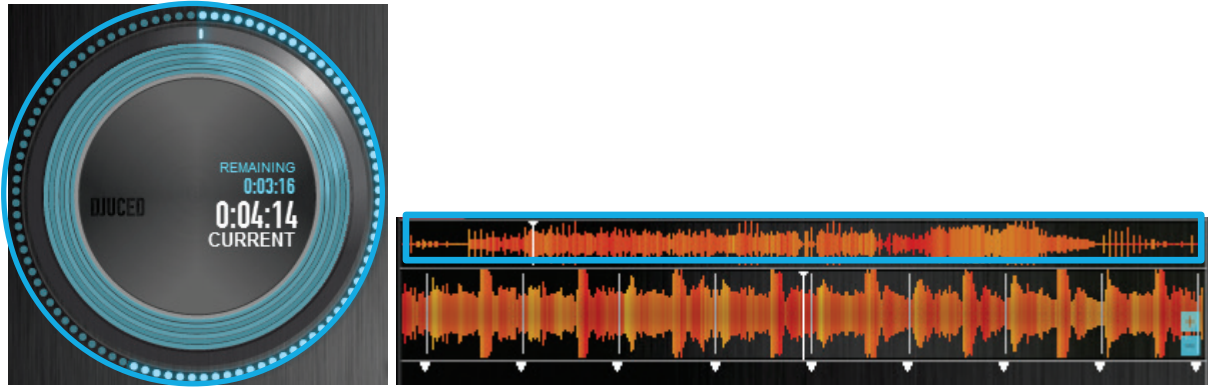 REMAINING
0:03:16
DJUCED
0:04:14
CURRENT
+
-